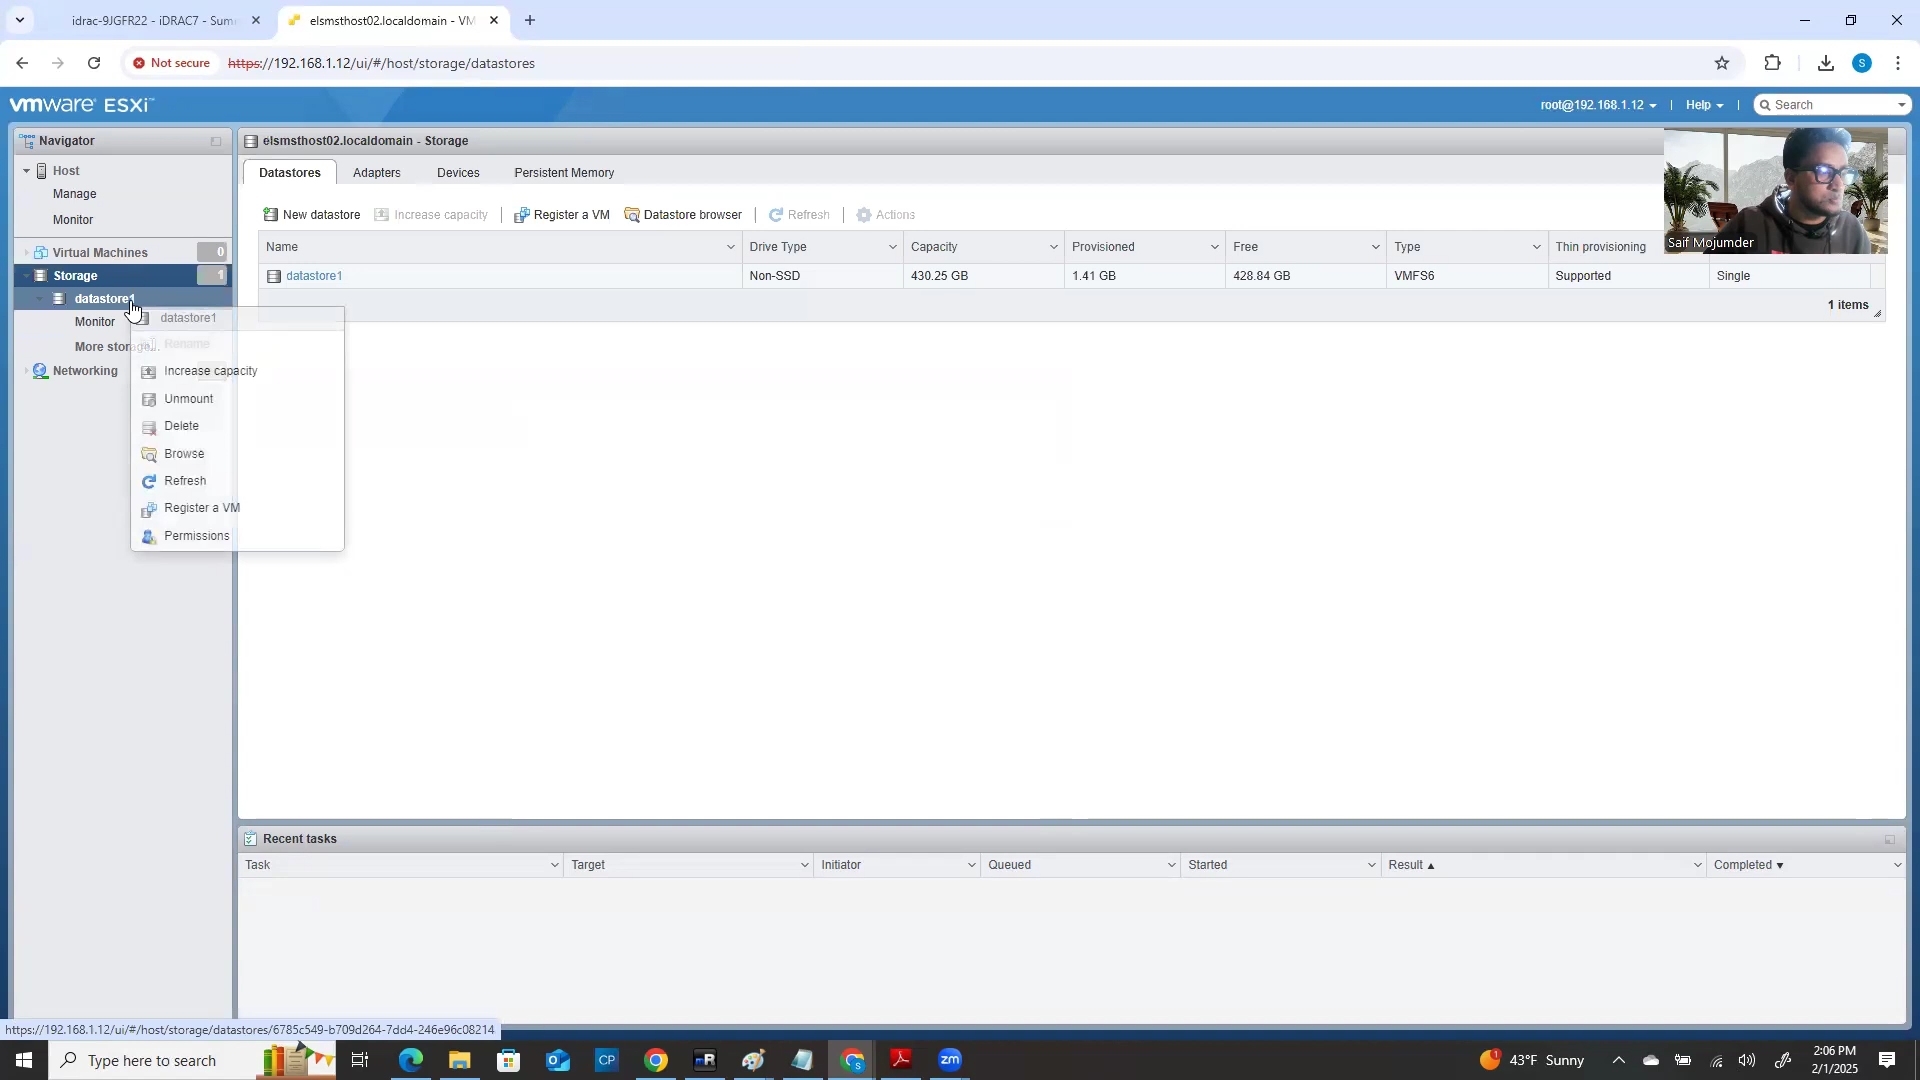 idrac-9JGFR22 - iDRAC7 - Sum
elsmsthost02.localdomain - VM
Not secure
https://192.168.1.12/ui/#/host/storage/datastores
S
vmware ESXi™
root@192.168.1.12
Help
Search
Navigator
Host
Manage
Monitor
Virtual Machines
0
Storage
1
datastore1
Monitor
More storage...
Networking
elsmsthost02.localdomain - Storage
Datastores
Adapters
Devices
Persistent Memory
New datastore
Increase capacity
Register a VM
Datastore browser
Refresh
Actions
Name
Drive Type
Capacity
Provisioned
Free
Type
Thin provisioning
datastore1
Non-SSD
430.25 GB
1.41 GB
428.84 GB
VMFS6
Supported
Single
1 items
Saif Mojumder
datastore1
Rename
Increase capacity
Unmount
Delete
Browse
Refresh
Register a VM
Permissions
Recent tasks
Task
Target
Initiator
Queued
Started
Result ▲
Completed ▼
https://192.168.1.12/ui/#/host/storage/datastores/6785c549-b709d264-7dd4-246e96c08214
Type here to search
CP
R
zm
1
43°F Sunny
2:06 PM
2/1/2025